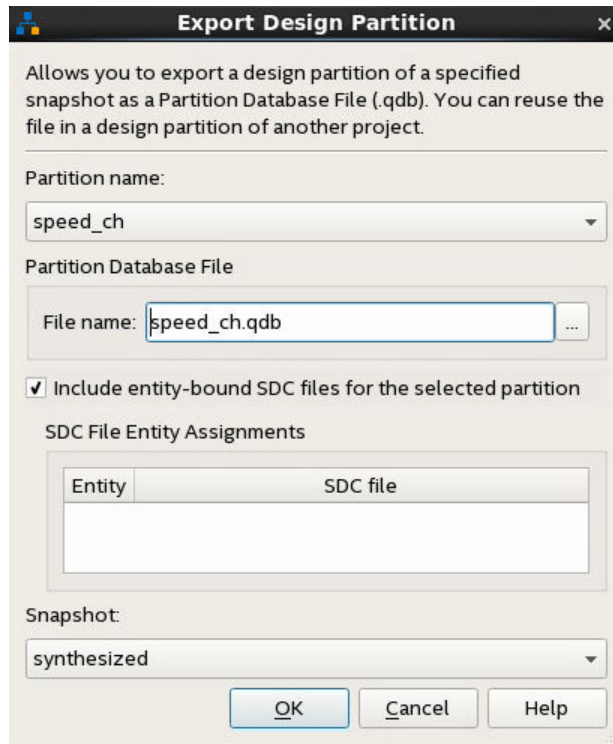 Export Design Partition
Allows you to export a design partition of a specified
snapshot as a Partition Database File (.qdb). You can reuse the
file in a design partition of another project.
Partition name:
speed_ch
Partition Database File
File name: speed_ch.qdb ...
Include entity-bound SDC files for the selected partition
SDC File Entity Assignments
Entity SDC file
Snapshot:
synthesized
OK Cancel Help